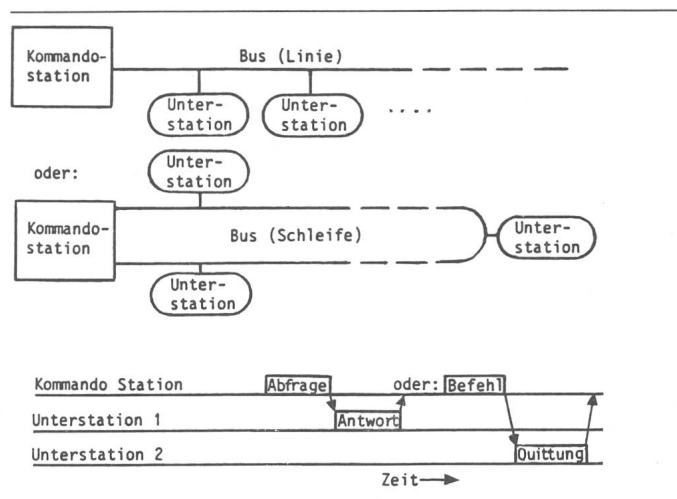 Kommando-
station
Bus (Linie)
Unter-
station
Unter-
station
....
oder:
Unter-
station
Kommando-
station
Bus (Schleife)
Unter-
station
Unter-
station
Kommando Station
Abfrage
oder:
Befehl
Unterstation 1
Antwort
Unterstation 2
Quittung
Zeit